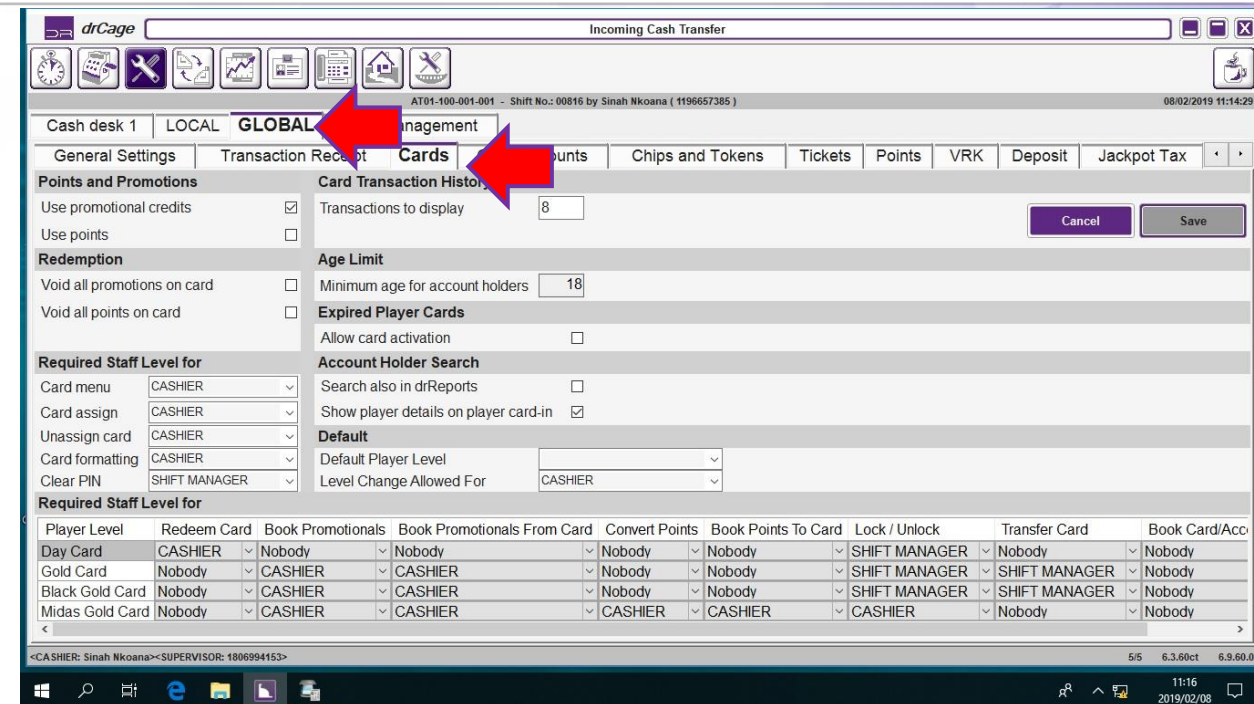 drCage Incoming Cash Transfer
AT01-100-001-001 - Shift No.: 00816 by Sinah Nkoana ( 1196657385 ) 08/02/2019 11:14:29
Cash desk 1 LOCAL GLOBAL
General Settings Transaction Cards Chips and Tokens Tickets Points VRK Deposit Jackpot Tax
Points and Promotions Card Transaction History
Use promotional credits Transactions to display 8
Cancel Save
Use points
Redemption Age Limit
Void all promotions on card Minimum age for account holders 18
Void all points on card Expired Player Cards
Allow card activation
Required Staff Level for Account Holder Search
Card menu CASHIER Search also in drReports
Card assign CASHIER Show player details on player card-in
Unassign card CASHIER Default
Card formatting CASHIER Default Player Level
Clear PIN SHIFT MANAGER Level Change Allowed For CASHIER
Required Staff Level for
Player Level Redeem Card Book Promotionals Book Promotionals From Card Convert Points Book Points To Card Lock / Unlock Transfer Card Book Card/Acc
Day Card CASHIER Nobody Nobody Nobody Nobody SHIFT MANAGER Nobody Nobody
Gold Card Nobody CASHIER CASHIER Nobody Nobody SHIFT MANAGER SHIFT MANAGER Nobody
Black Gold Card Nobody CASHIER CASHIER Nobody Nobody SHIFT MANAGER SHIFT MANAGER Nobody
Midas Gold Card Nobody CASHIER CASHIER CASHIER CASHIER CASHIER Nobody Nobody
<CASHIER: Sinah Nkoana><SUPERVISOR: 1806994153> 5/5 6.3.60ct 6.9.60.0
11:16
2019/02/08